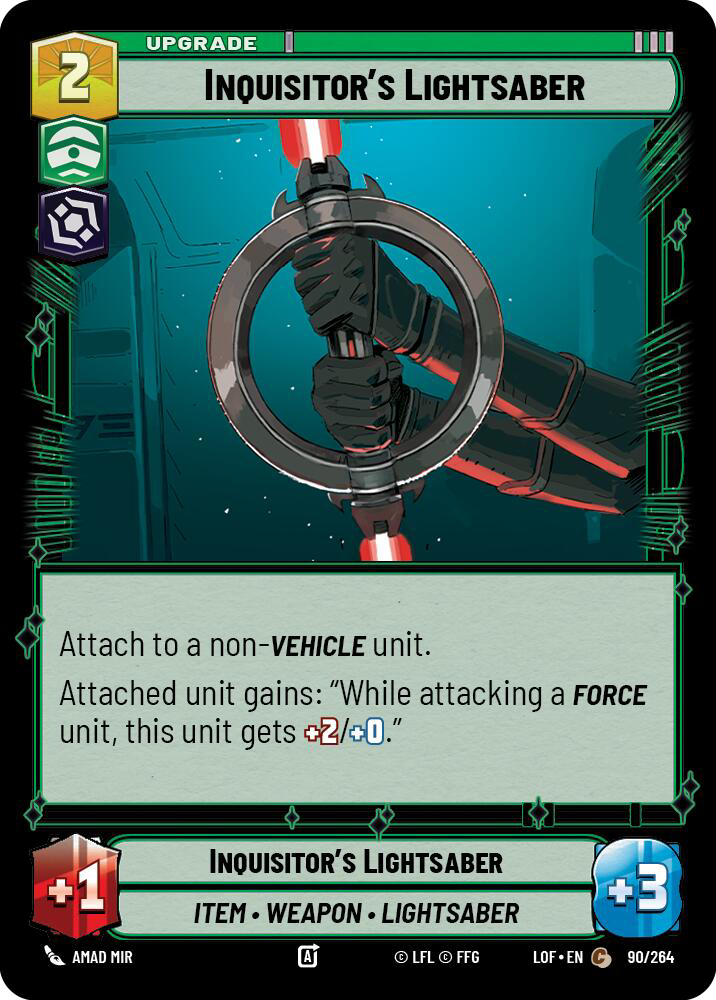 UPGRADE
2
INQUISITOR'S LIGHTSABER
Attach to a non-VEHICLE unit.
Attached unit gains: “While attacking a FORCE
unit, this unit gets +2/+0.”
+1
INQUISITOR'S LIGHTSABER
+3
ITEM • WEAPON • LIGHTSABER
AMAD MIR
A
© LFL © FFG
LOF • EN
C
90/264